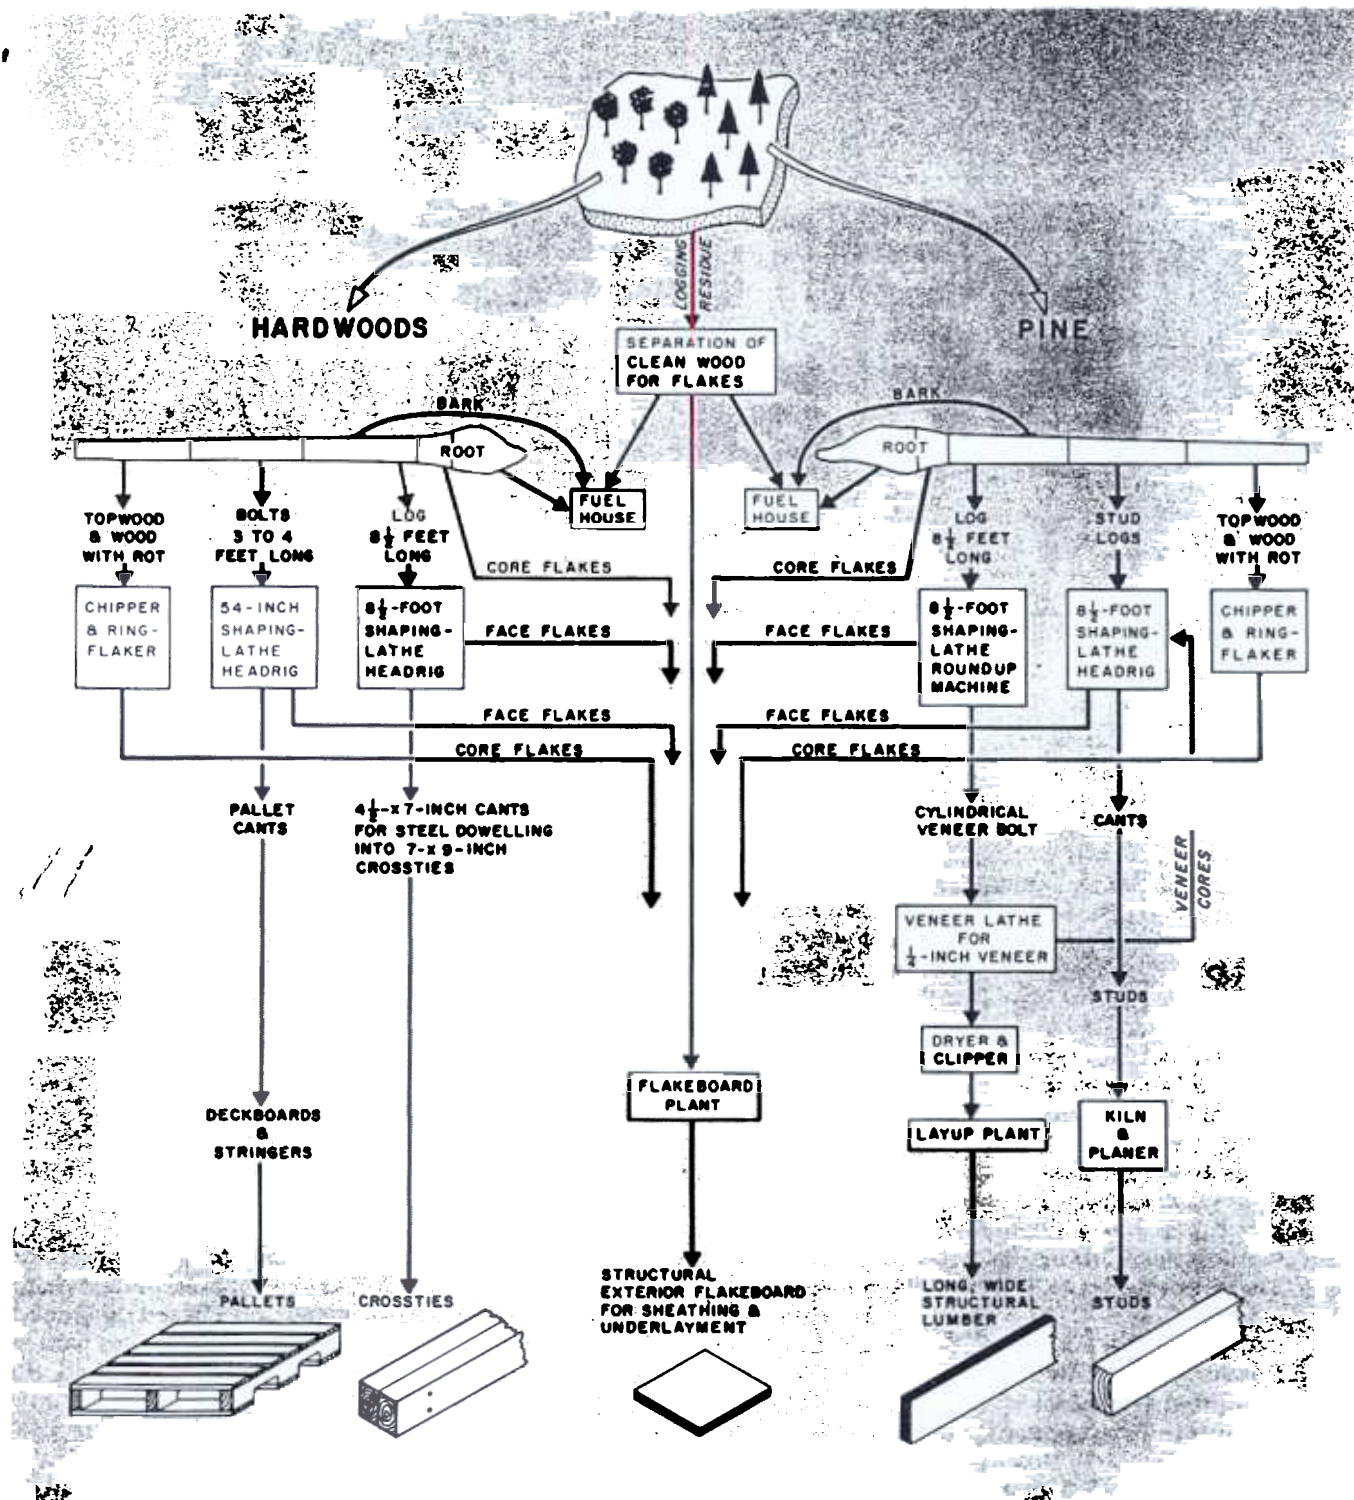 LOGGING
RESIDUE
HARDWOODS
PINE
SEPARATION OF
CLEAN WOOD
FOR FLAKES
BARK
BARK
ROOT
ROOT
FUEL
HOUSE
FUEL
HOUSE
TOPWOOD
& WOOD
WITH ROT
BOLTS
3 TO 4
FEET LONG
LOG
8½ FEET
LONG
LOG
8½ FEET
LONG
STUD
LOGS
TOPWOOD
& WOOD
WITH ROT
CORE FLAKES
CORE FLAKES
CHIPPER
& RING-
FLAKER
54-INCH
SHAPING-
LATHE
HEADRIG
8½-FOOT
SHAPING-
LATHE
HEADRIG
FACE FLAKES
FACE FLAKES
8½-FOOT
SHAPING-
LATHE
ROUNDUP
MACHINE
8½-FOOT
SHAPING-
LATHE
HEADRIG
CHIPPER
& RING-
FLAKER
FACE FLAKES
FACE FLAKES
CORE FLAKES
CORE FLAKES
PALLET
CANTS
4½-X 7-INCH CANTS
FOR STEEL DOWELLING
INTO 7-X 9-INCH
CROSSTIES
CYLINDRICAL
VENEER BOLT
CANTS
VENEER
CORES
VENEER LATHE
FOR
¼-INCH VENEER
STUDS
DRYER &
CLIPPER
FLAKEBOARD
PLANT
DECKBOARDS
&
STRINGERS
LAYUP PLANT
KILN
&
PLANER
PALLETS
CROSSTIES
STRUCTURAL
EXTERIOR FLAKEBOARD
FOR SHEATHING &
UNDERLAYMENT
LONG, WIDE
STRUCTURAL
LUMBER
STUDS